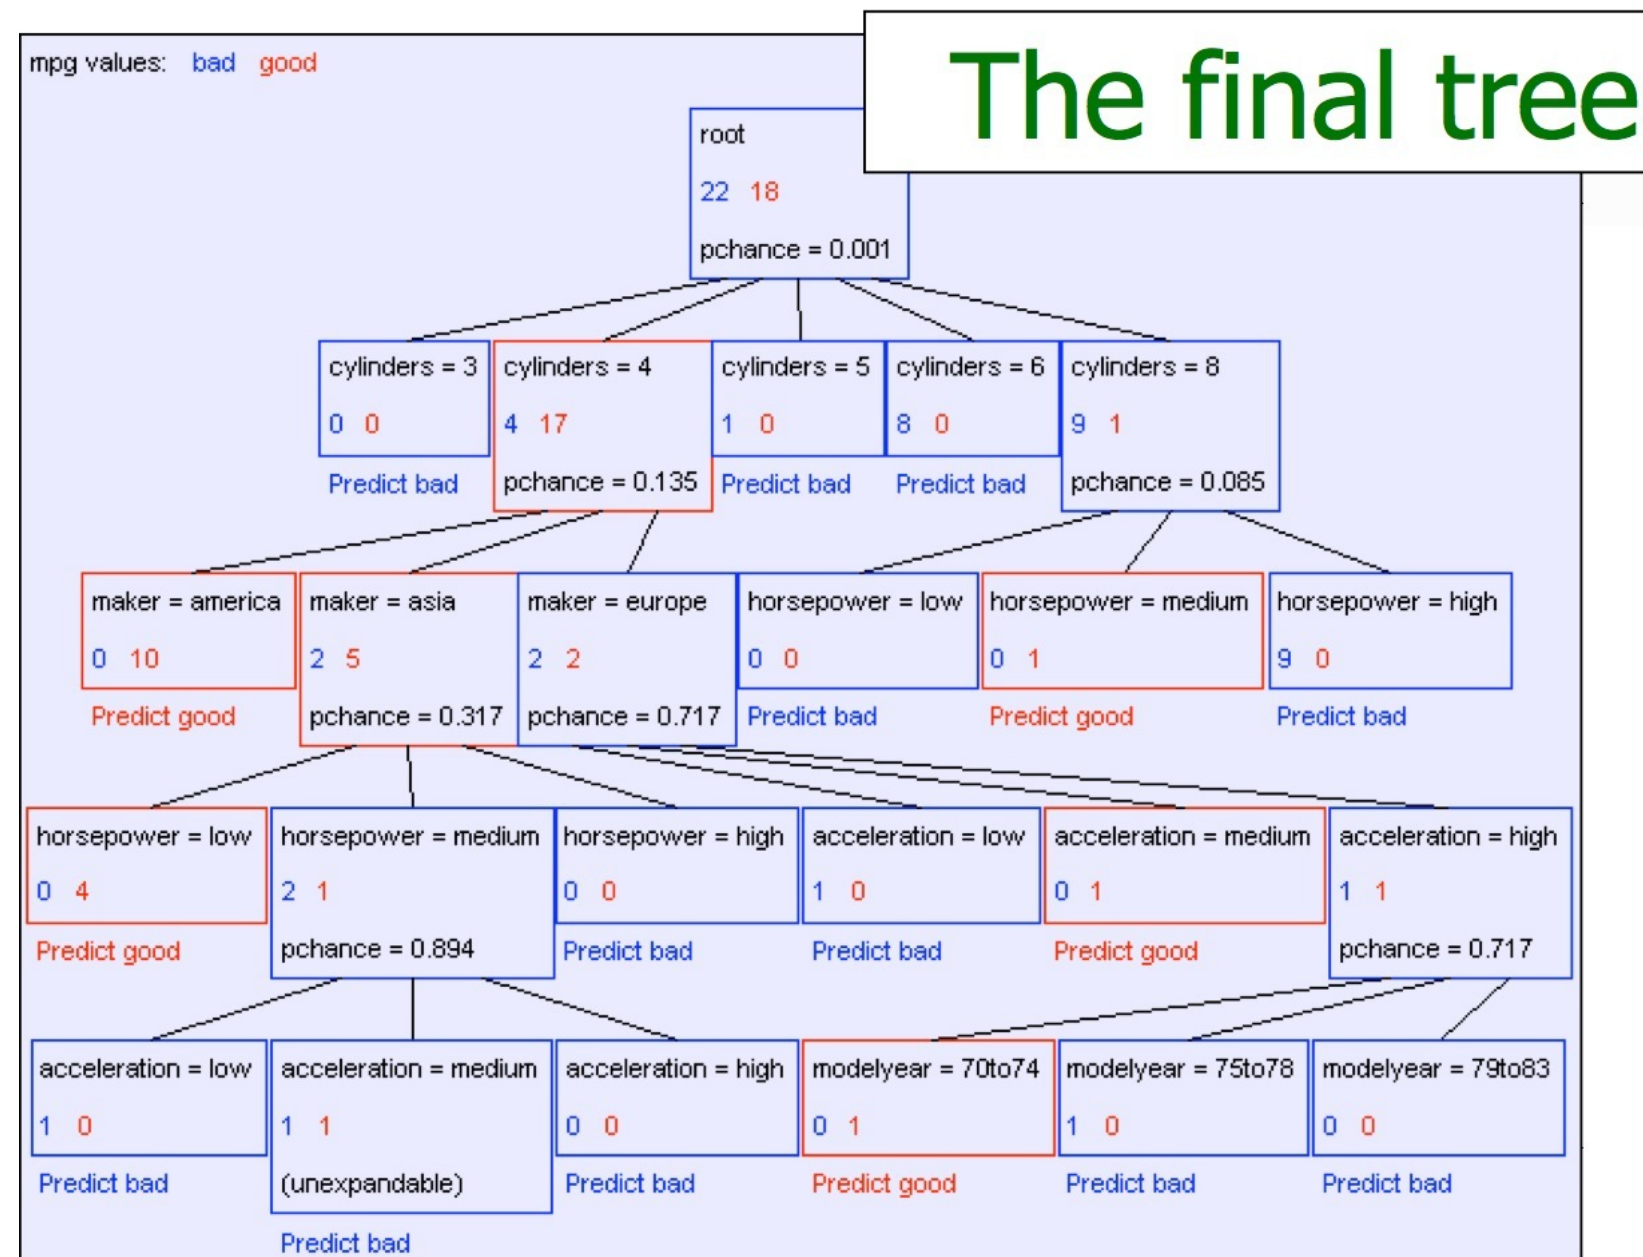 The final tree
mpg values: bad good
root
22 18
pchance = 0.001
cylinders = 3
0 0
Predict bad
cylinders = 4
4 17
pchance = 0.135
cylinders = 5
1 0
Predict bad
cylinders = 6
8 0
Predict bad
cylinders = 8
9 1
pchance = 0.085
maker = america
0 10
Predict good
maker = asia
2 5
pchance = 0.317
maker = europe
2 2
pchance = 0.717
horsepower = low
0 0
Predict bad
horsepower = medium
0 1
Predict good
horsepower = high
9 0
Predict bad
horsepower = low
0 4
Predict good
horsepower = medium
2 1
pchance = 0.894
horsepower = high
0 0
Predict bad
acceleration = low
1 0
Predict bad
acceleration = medium
0 1
Predict good
acceleration = high
1 1
pchance = 0.717
acceleration = low
1 0
Predict bad
acceleration = medium
1 1
(unexpandable)
Predict bad
acceleration = high
0 0
Predict bad
modelyear = 70to74
0 1
Predict good
modelyear = 75to78
1 0
Predict bad
modelyear = 79to83
0 0
Predict bad